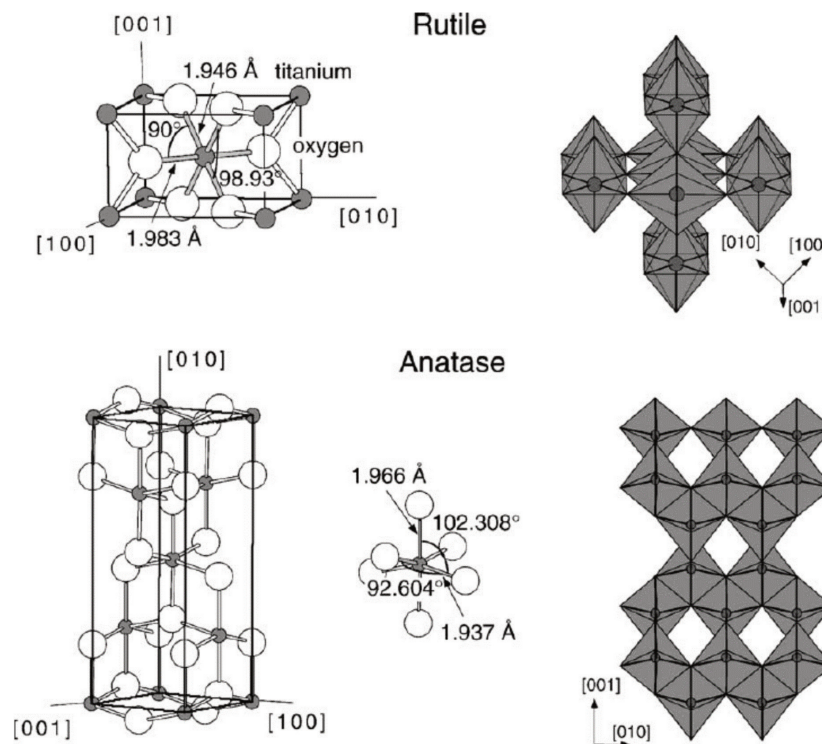 Rutile
[001]
1.946 Å
titanium
90°
oxygen
98.93°
[010]
[100]
1.983 Å
[010]
[100
[001]
Anatase
[010]
1.966 Å
102.308°
92.604°
1.937 Å
[001]
[100]
[001]
[010]